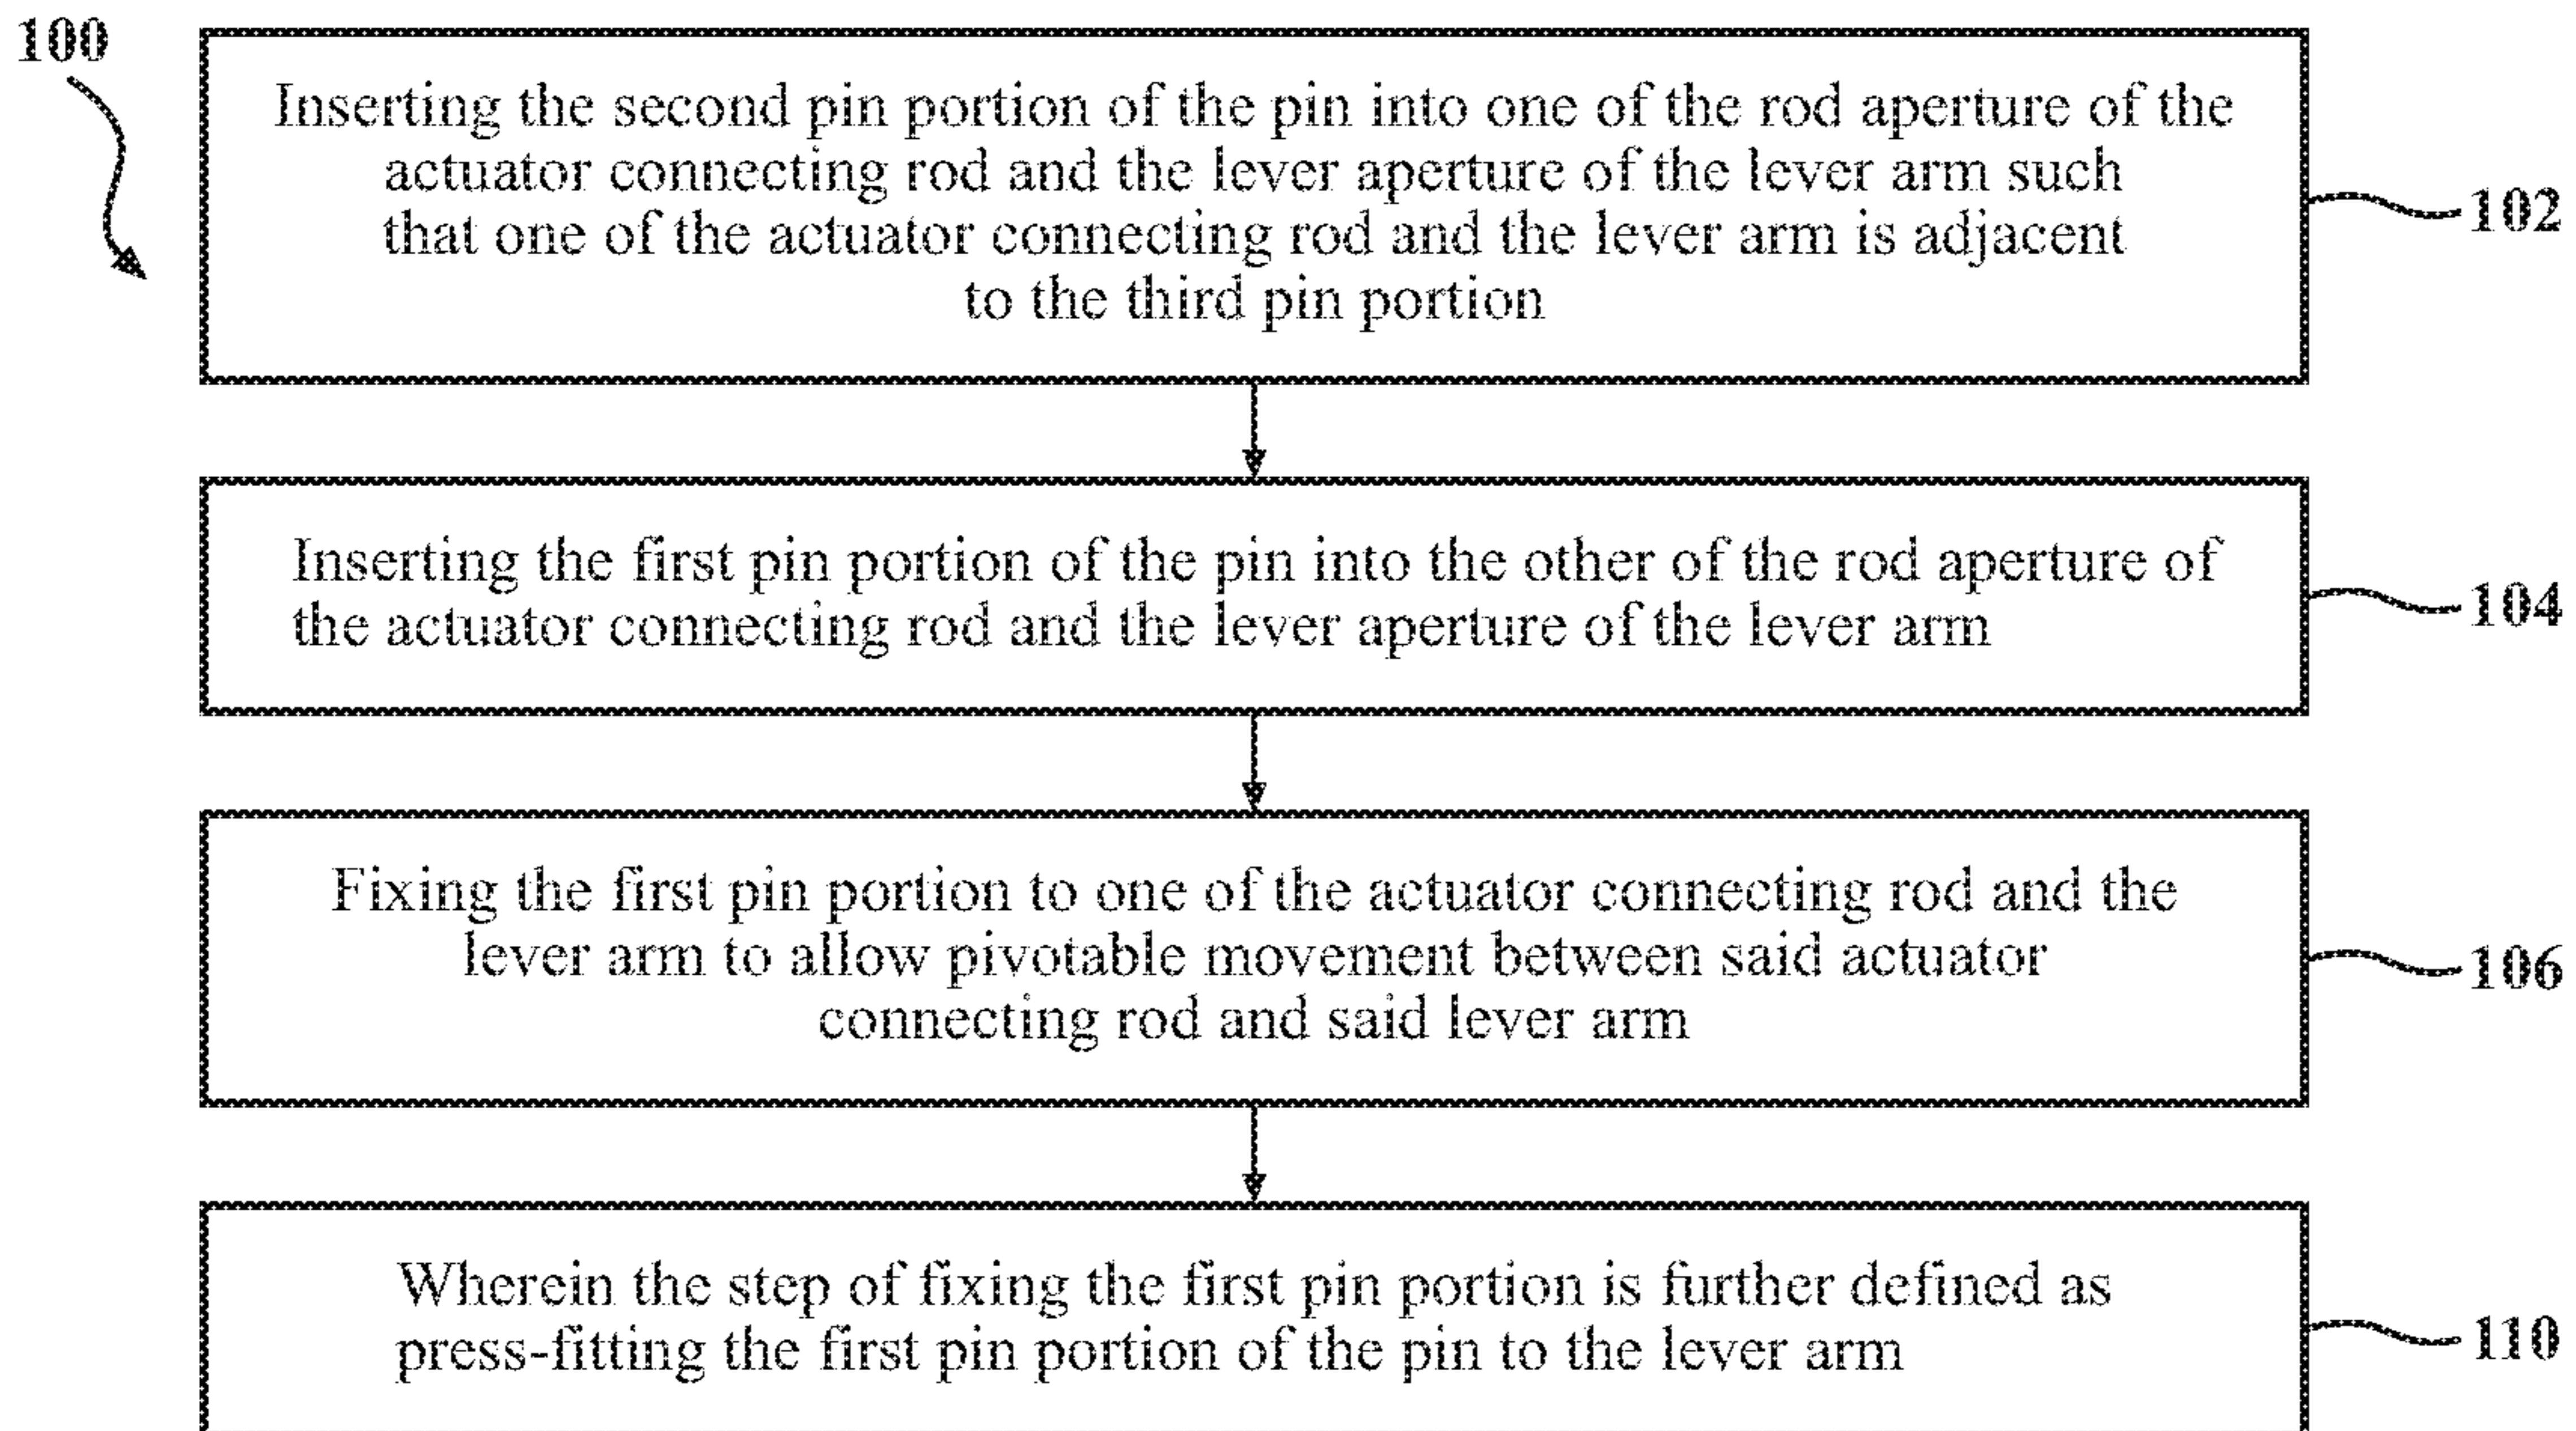 100
Inserting the second pin portion of the pin into one of the rod aperture of the
actuator connecting rod and the lever aperture of the lever arm such
that one of the actuator connecting rod and the lever arm is adjacent
to the third pin portion
102
Inserting the first pin portion of the pin into the other of the rod aperture of
the actuator connecting rod and the lever aperture of the lever arm
104
Fixing the first pin portion to one of the actuator connecting rod and the
lever arm to allow pivotable movement between said actuator
connecting rod and said lever arm
106
Wherein the step of fixing the first pin portion is further defined as
press-fitting the first pin portion of the pin to the lever arm
110